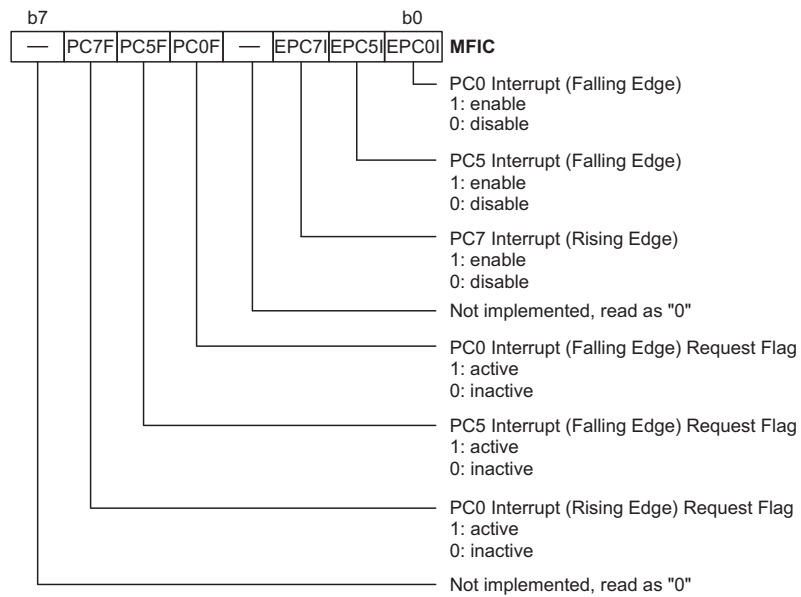 b7 b0
— PC7F PC5F PC0F — EPC7I EPC5I EPC0I MFIC
PC0 Interrupt (Falling Edge)
1: enable
0: disable
PC5 Interrupt (Falling Edge)
1: enable
0: disable
PC7 Interrupt (Rising Edge)
1: enable
0: disable
Not implemented, read as "0"
PC0 Interrupt (Falling Edge) Request Flag
1: active
0: inactive
PC5 Interrupt (Falling Edge) Request Flag
1: active
0: inactive
PC0 Interrupt (Rising Edge) Request Flag
1: active
0: inactive
Not implemented, read as "0"